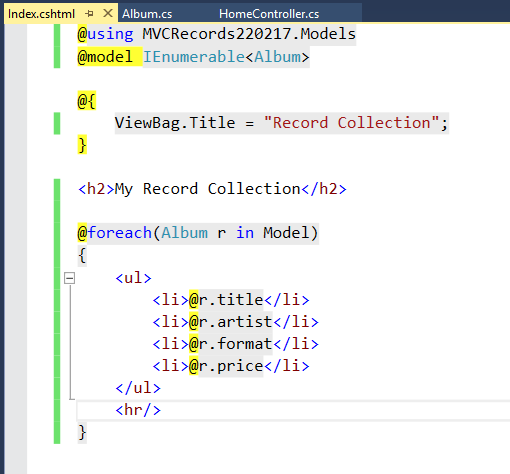 Index.cshtml Album.cs HomeController.cs
@using MVCRecords220217.Models
@model IEnumerable<Album>
@{
ViewBag.Title = "Record Collection";
}
<h2>My Record Collection</h2>
@foreach(Album r in Model)
{
<ul>
<li>@r.title</li>
<li>@r.artist</li>
<li>@r.format</li>
<li>@r.price</li>
</ul>
<hr/>
}